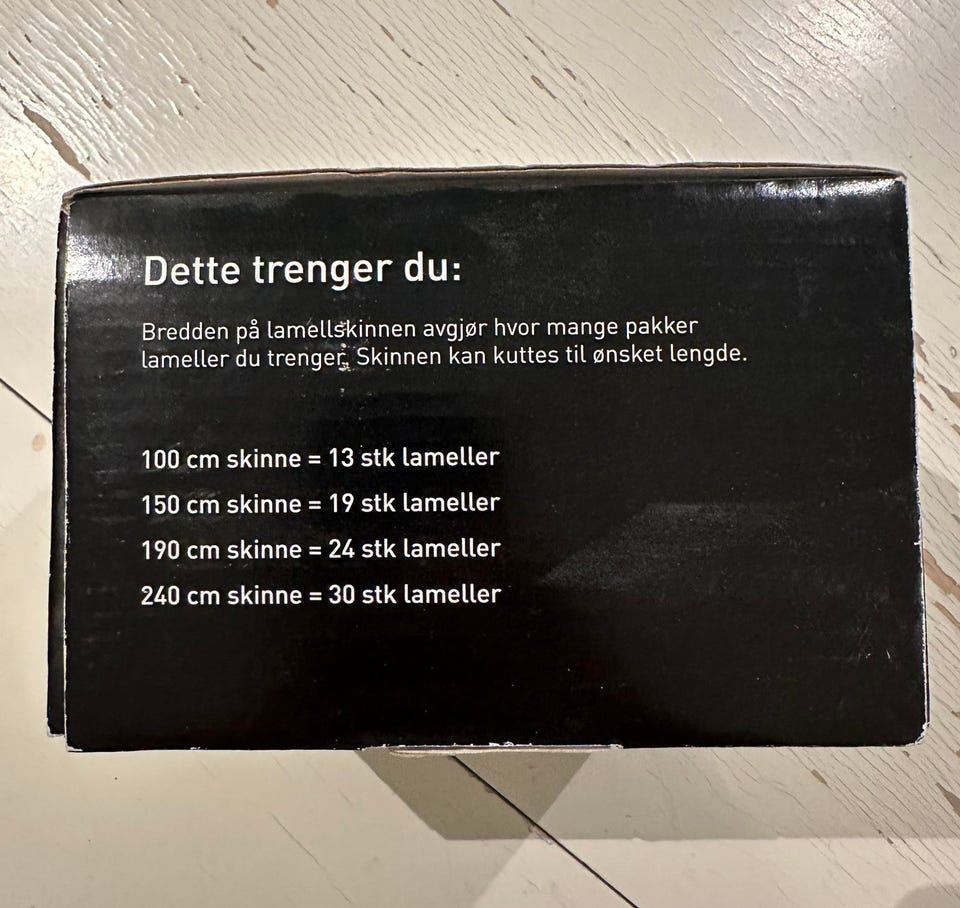 Dette trenger du:
Bredden på lamellskinnen avgjør hvor mange pakker
lameller du trenger. Skinnen kan kuttes til ønsket lengde.
100 cm skinne = 13 stk lameller
150 cm skinne = 19 stk lameller
190 cm skinne = 24 stk lameller
240 cm skinne = 30 stk lameller